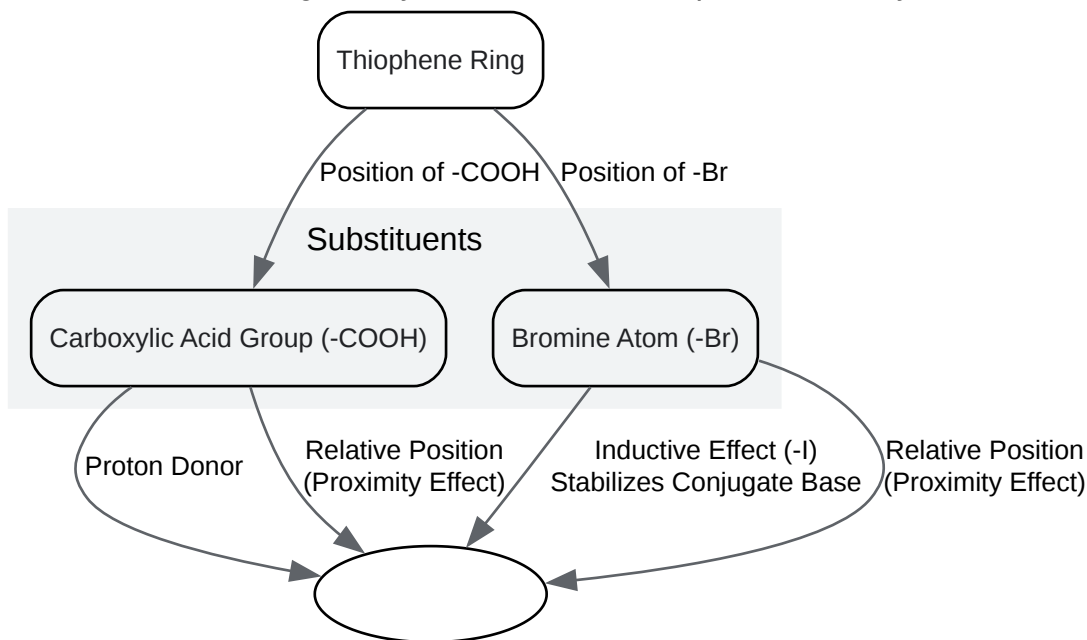 Thiophene Ring
Position of -COOH
Position of -Br
Substituents
Carboxylic Acid Group (-COOH)
Bromine Atom (-Br)
Proton Donor
Relative Position
(Proximity Effect)
Inductive Effect (-I)
Stabilizes Conjugate Base
Relative Position
(Proximity Effect)